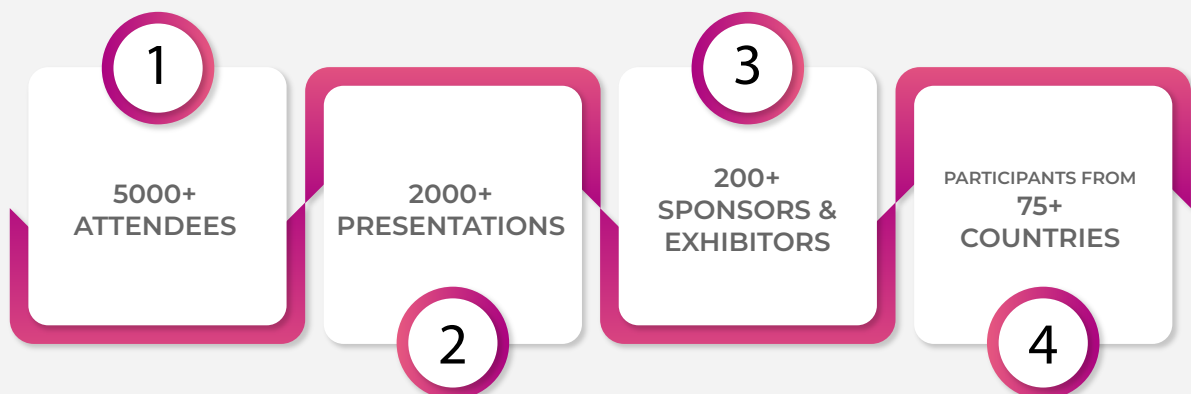 1
5000+
ATTENDEES
2000+
PRESENTATIONS
2
3
200+
SPONSORS &
EXHIBITORS
PARTICIPANTS FROM
75+
COUNTRIES
4